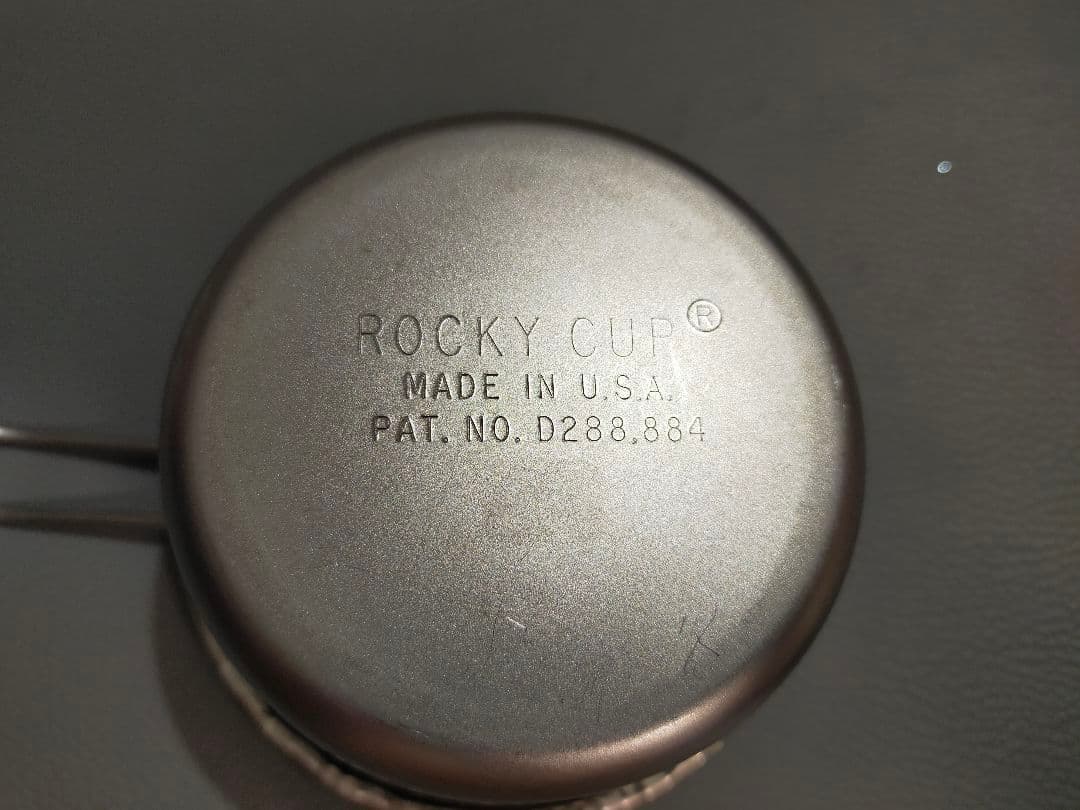 ROCKY CUP®
MADE IN U.S.A.
PAT. NO. D288,884